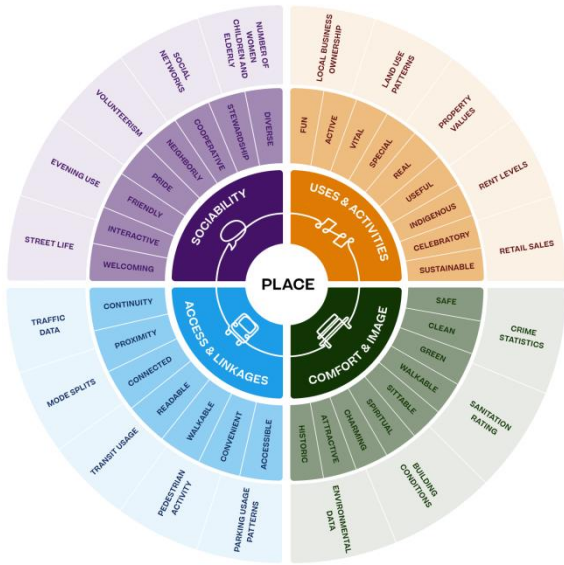 PLACE
SOCIABILITY
USES & ACTIVITIES
ACCESS & LINKAGES
COMFORT & IMAGE
WELCOMING
INTERACTIVE
FRIENDLY
PRIDE
NEIGHBORLY
COOPERATIVE
STEWARDSHIP
DIVERSE
STREET LIFE
EVENING USE
VOLUNTEERISM
SOCIAL
NETWORKS
NUMBER OF
WOMEN
CHILDREN AND
ELDERLY
FUN
ACTIVE
VITAL
SPECIAL
REAL
USEFUL
INDIGENOUS
CELEBRATORY
SUSTAINABLE
LOCAL BUSINESS
OWNERSHIP
LAND USE
PATTERNS
PROPERTY
VALUES
RENT LEVELS
RETAIL SALES
SAFE
CLEAN
GREEN
WALKABLE
SITTABLE
SPIRITUAL
CHARMING
ATTRACTIVE
HISTORIC
CRIME
STATISTICS
SANITATION
RATING
BUILDING
CONDITIONS
ENVIRONMENTAL
DATA
CONTINUITY
PROXIMITY
CONNECTED
READABLE
WALKABLE
CONVENIENT
ACCESSIBLE
TRAFFIC
DATA
MODE SPLITS
TRANSIT USAGE
PEDESTRIAN
ACTIVITY
PARKING USAGE
PATTERNS